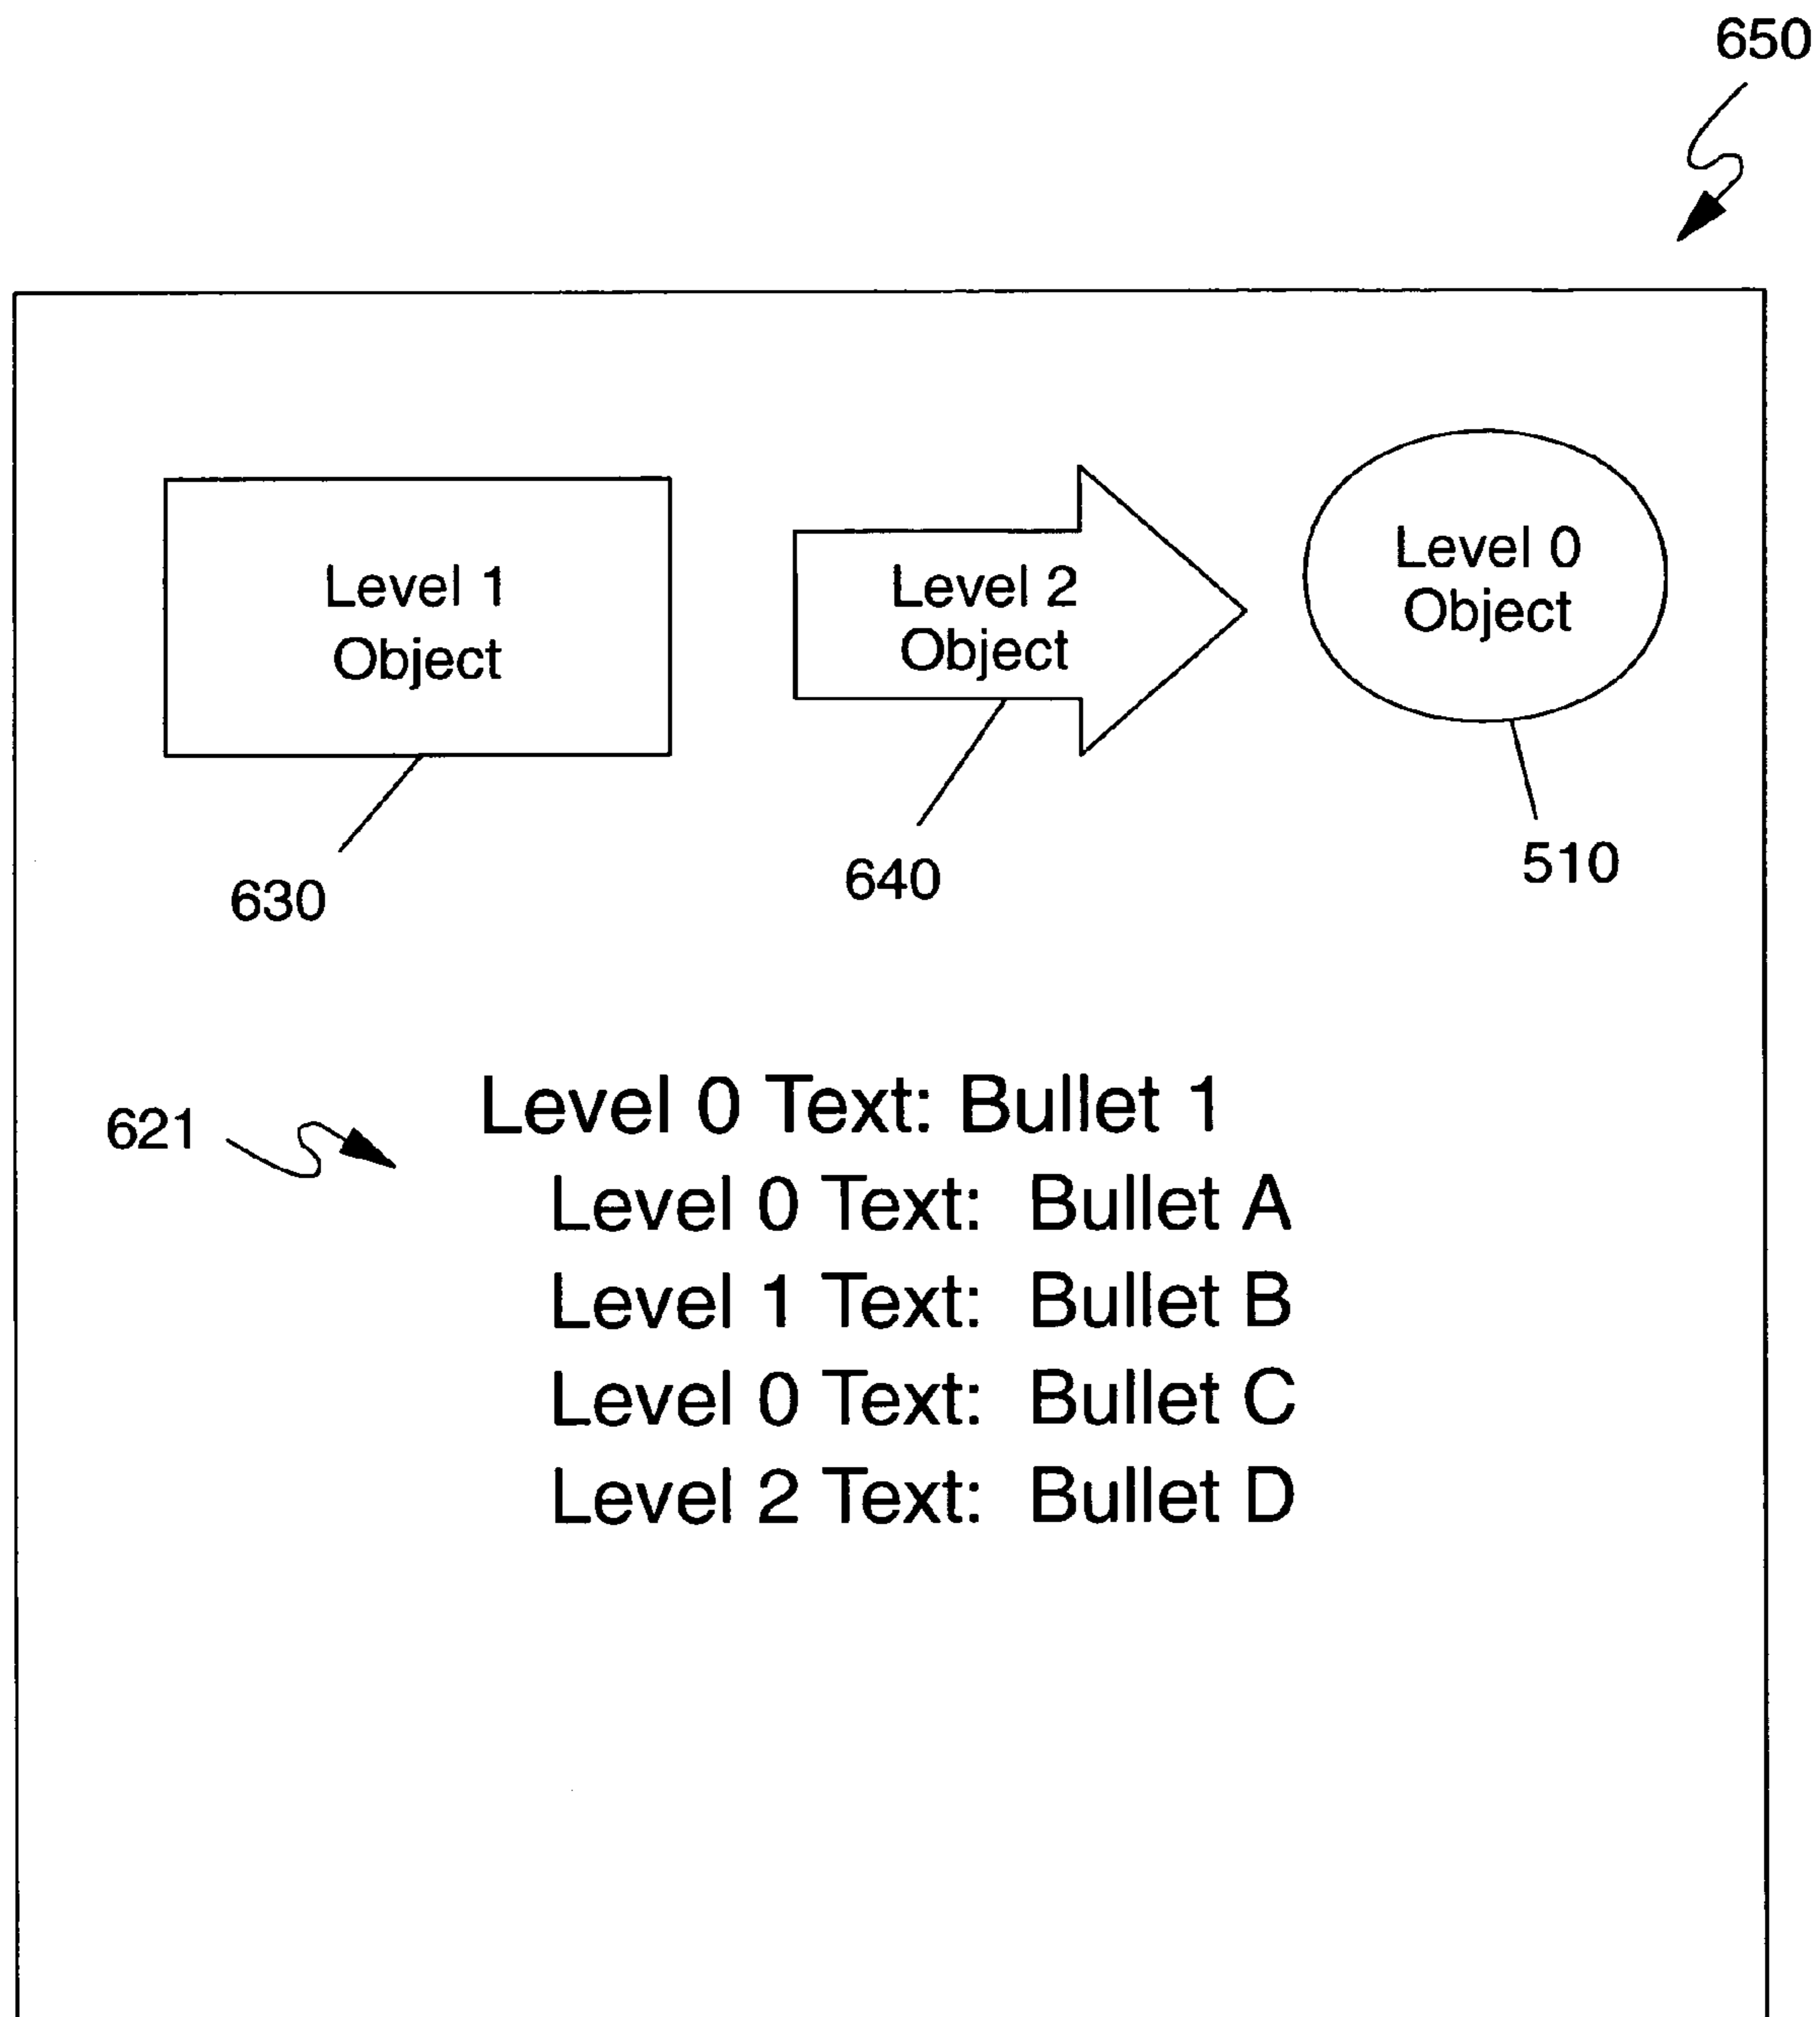 650
Level 1
Object
Level 2
Object
Level 0
Object
630
640
510
621
Level 0 Text: Bullet 1
Level 0 Text: Bullet A
Level 1 Text: Bullet B
Level 0 Text: Bullet C
Level 2 Text: Bullet D